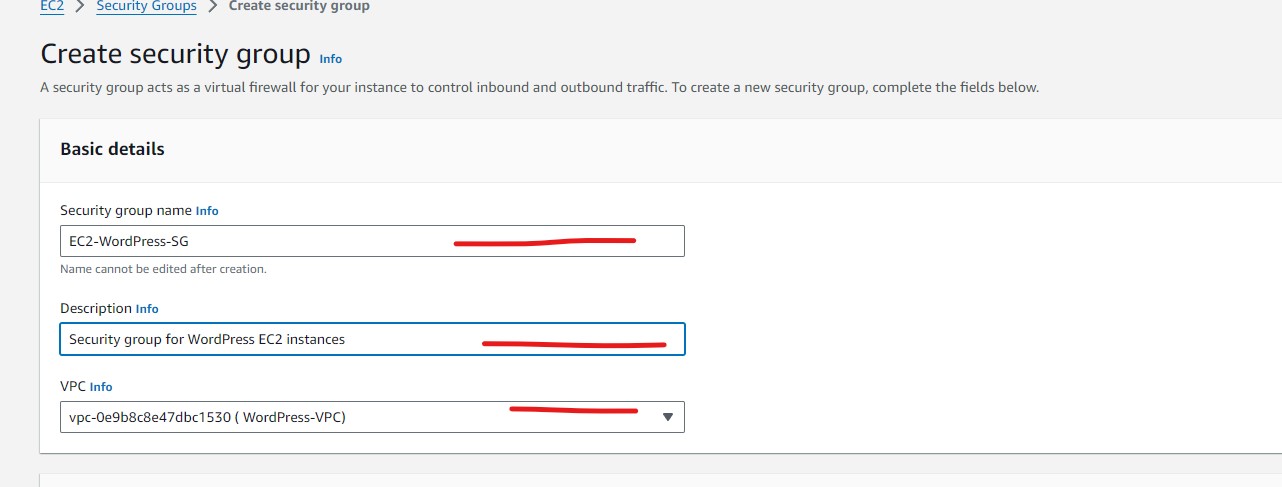 EC2 > Security Groups > Create security group
Create security group Info
A security group acts as a virtual firewall for your instance to control inbound and outbound traffic. To create a new security group, complete the fields below.
Basic details
Security group name Info
EC2-WordPress-SG
Name cannot be edited after creation.
Description Info
Security group for WordPress EC2 instances
VPC Info
vpc-0e9b8c8e47dbc1530 ( WordPress-VPC)